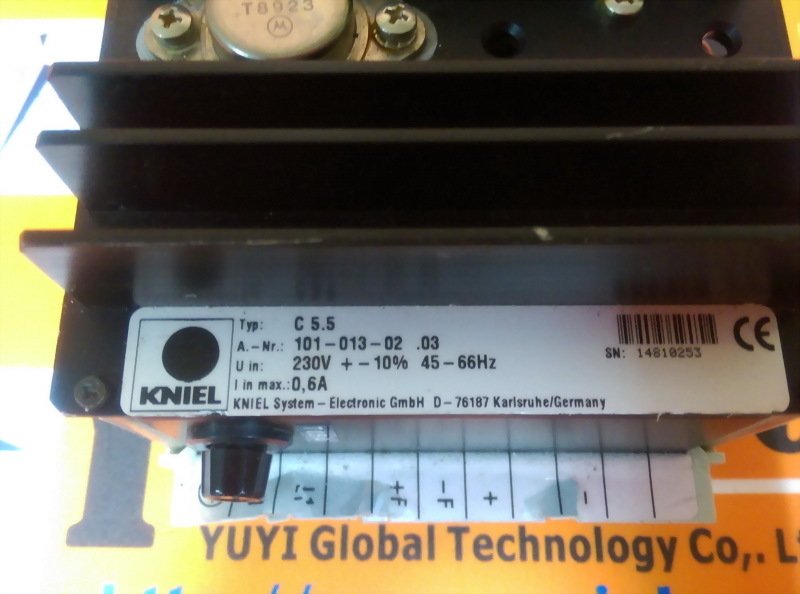 T8923
Typ: C 5.5
A.-Nr.: 101-013-02 .03
U in: 230V + - 10% 45-66Hz
I in max.: 0,6A
KNIEL
KNIEL System-Electronic GmbH D-76187 Karlsruhe/Germany
SN: 14810253
CE
+F -F + -
YUYI Global Technology Co,. L